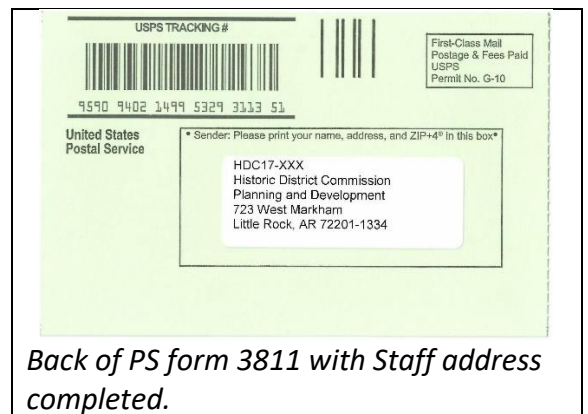 USPS TRACKING #
9590 9402 1499 5329 3113 51
First-Class Mail
Postage & Fees Paid
USPS
Permit No. G-10
United States
Postal Service
• Sender: Please print your name, address, and ZIP+4® in this box•
HDC17-XXX
Historic District Commission
Planning and Development
723 West Markham
Little Rock, AR 72201-1334
Back of PS form 3811 with Staff address
completed.